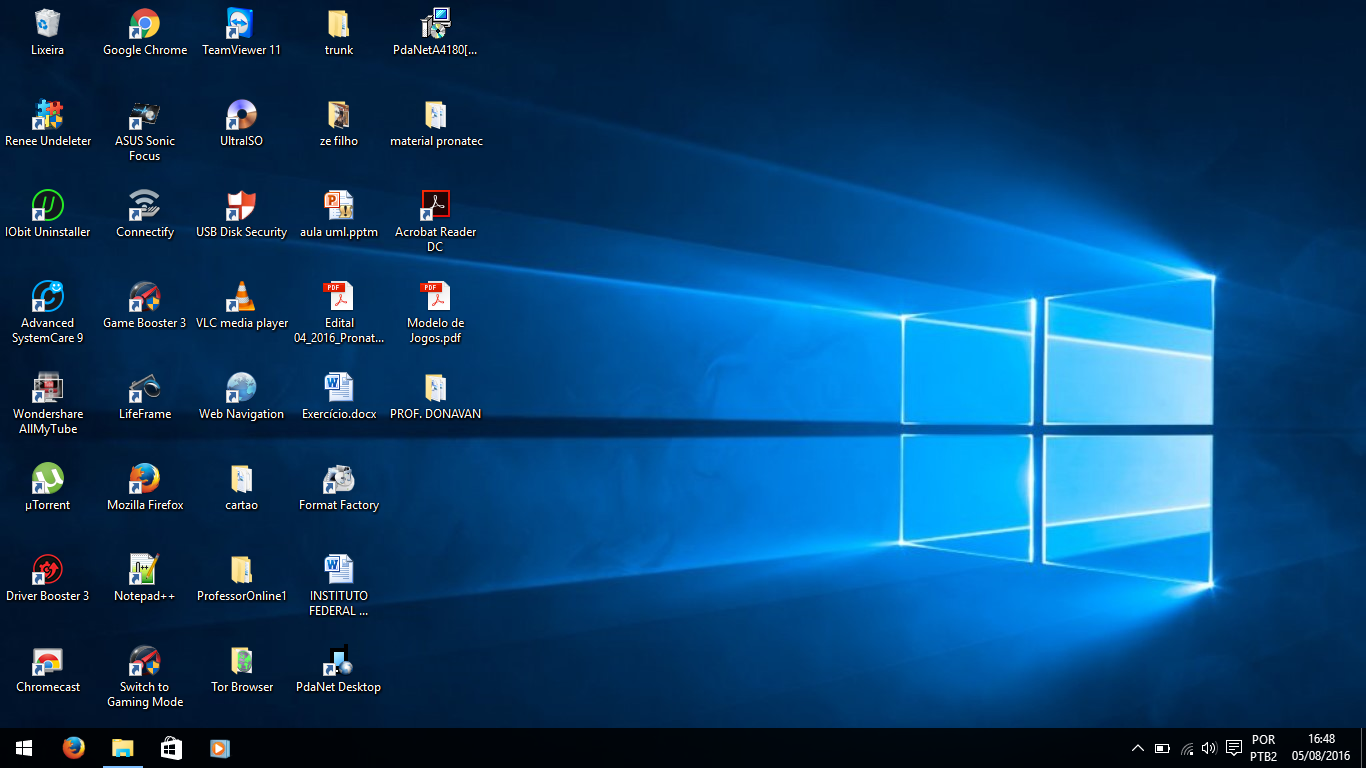 Lixeira
Google Chrome
TeamViewer 11
trunk
PdaNetA4180[...
Renee Undeleter
ASUS Sonic
Focus
UltraISO
ze filho
material pronatec
IObit Uninstaller
Connectify
USB Disk Security
aula uml.pptm
Acrobat Reader
DC
Advanced
SystemCare 9
Game Booster 3
VLC media player
Edital
04_2016_Pronat...
Modelo de
Jogos.pdf
Wondershare
AllMyTube
LifeFrame
Web Navigation
Exercício.docx
PROF. DONAVAN
µTorrent
Mozilla Firefox
cartao
Format Factory
Driver Booster 3
Notepad++
ProfessorOnline1
INSTITUTO
FEDERAL ...
Chromecast
Switch to
Gaming Mode
Tor Browser
PdaNet Desktop
POR
PTB2
16:48
05/08/2016